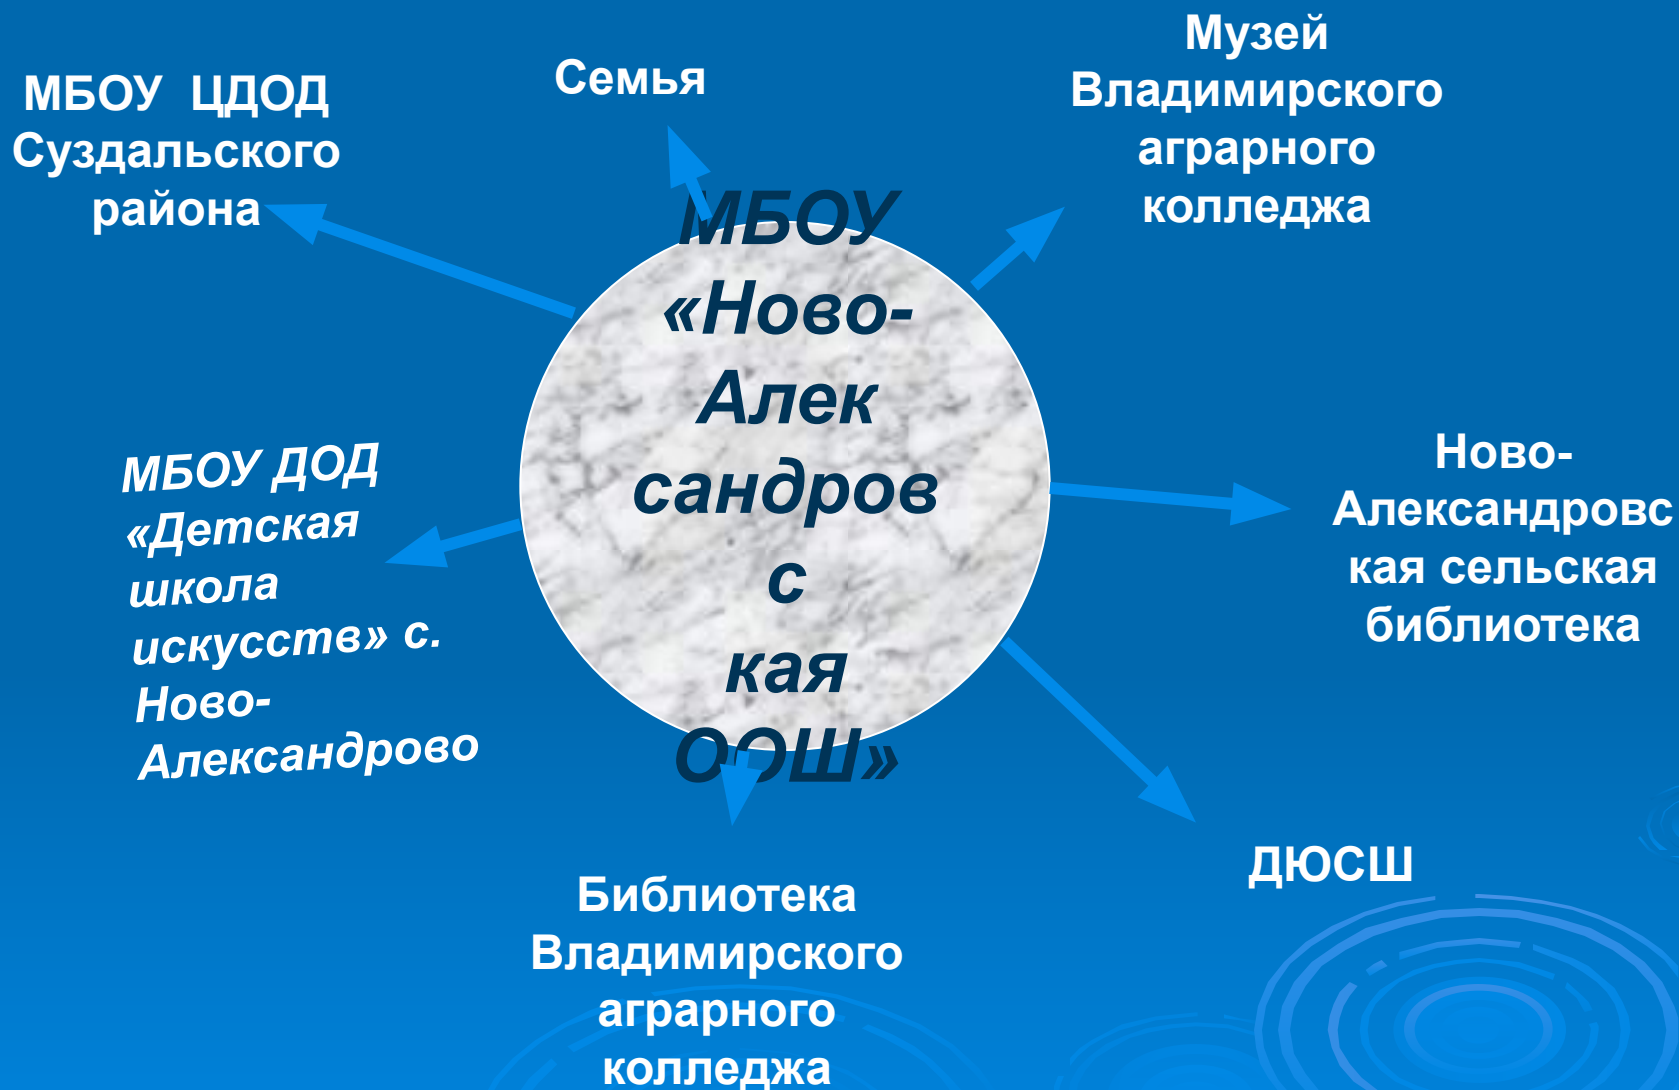 МБОУ ЦДОД
Суздальского
района
Семья
Музей
Владимирского
аграрного
колледжа
МБОУ
«Ново-
Алек
сандров
с
кая
ООШ»
МБОУ ДОД
«Детская
школа
искусств» с.
Ново-
Александрово
Ново-
Александровс
кая сельская
библиотека
ДЮСШ
Библиотека
Владимирского
аграрного
колледжа